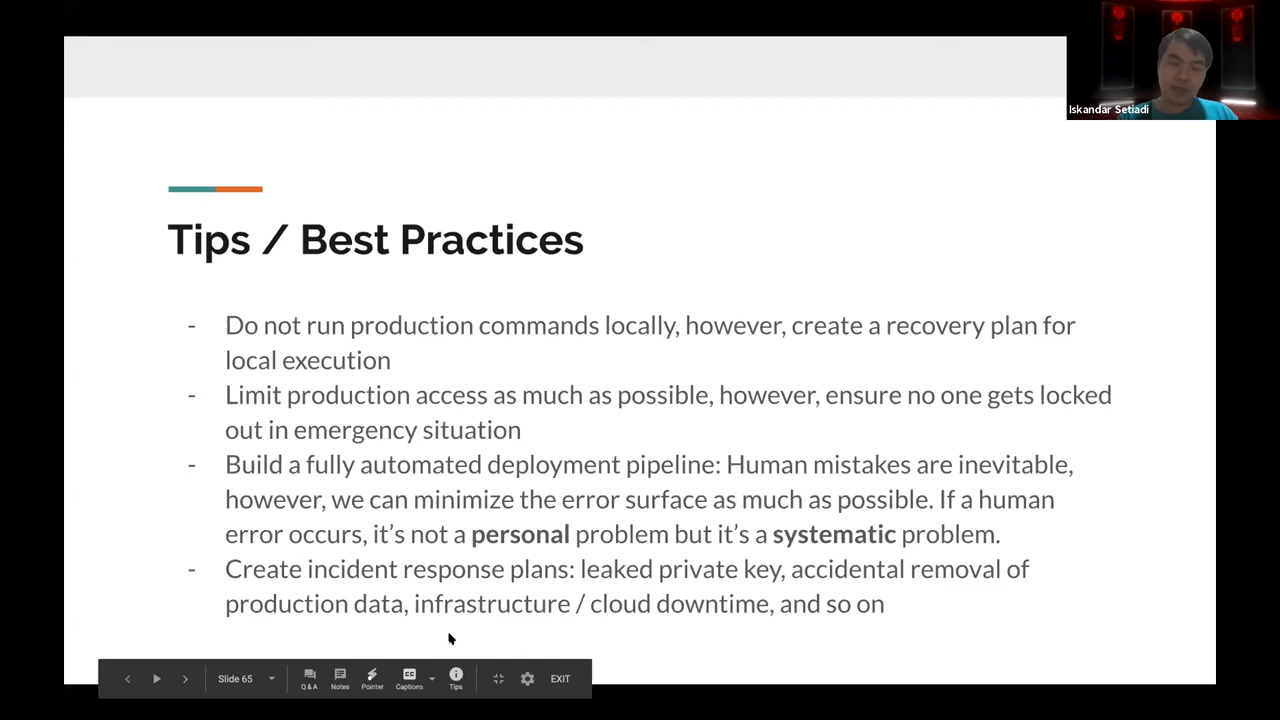 Iskandar Setiadi
Tips / Best Practices
- Do not run production commands locally, however, create a recovery plan for
local execution
- Limit production access as much as possible, however, ensure no one gets locked
out in emergency situation
- Build a fully automated deployment pipeline: Human mistakes are inevitable,
however, we can minimize the error surface as much as possible. If a human
error occurs, it’s not a personal problem but it’s a systematic problem.
- Create incident response plans: leaked private key, accidental removal of
production data, infrastructure / cloud downtime, and so on
Slide 65 Q & A Notes Pointer CC Captions Tips EXIT